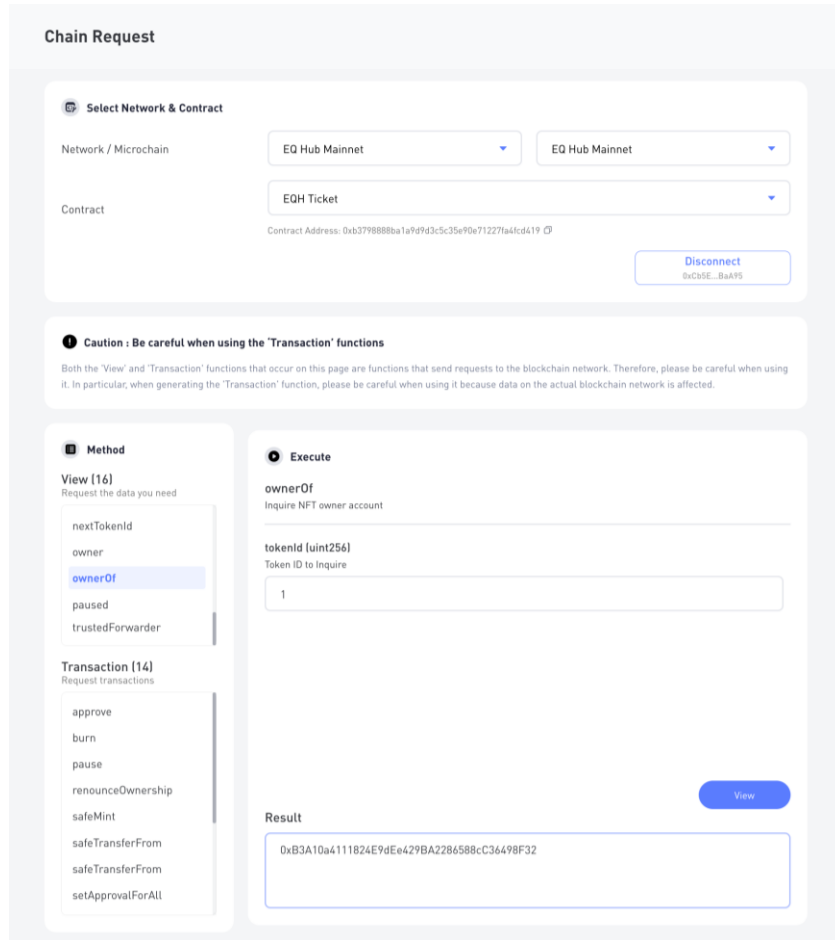 Chain Request
Select Network & Contract
Network / Microchain
EQ Hub Mainnet
EQ Hub Mainnet
Contract
EQH Ticket
Contract Address: 0xb3798888ba1a9d9d3c5c35e90e71227fa4fcd419
Disconnect
0xCb5E...BaA95
Caution : Be careful when using the 'Transaction' functions
Both the 'View' and 'Transaction' functions that occur on this page are functions that send requests to the blockchain network. Therefore, please be careful when using
it. In particular, when generating the 'Transaction' function, please be careful when using it because data on the actual blockchain network is affected.
Method
View (16)
Request the data you need
nextTokenId
owner
ownerOf
paused
trustedForwarder
Transaction (14)
Request transactions
approve
burn
pause
renounceOwnership
safeMint
safeTransferFrom
safeTransferFrom
setApprovalForAll
Execute
ownerOf
Inquire NFT owner account
tokenId (uint256)
Token ID to Inquire
1
View
Result
0xB3A10a4111824E9dEe429BA2286588cC36498F32